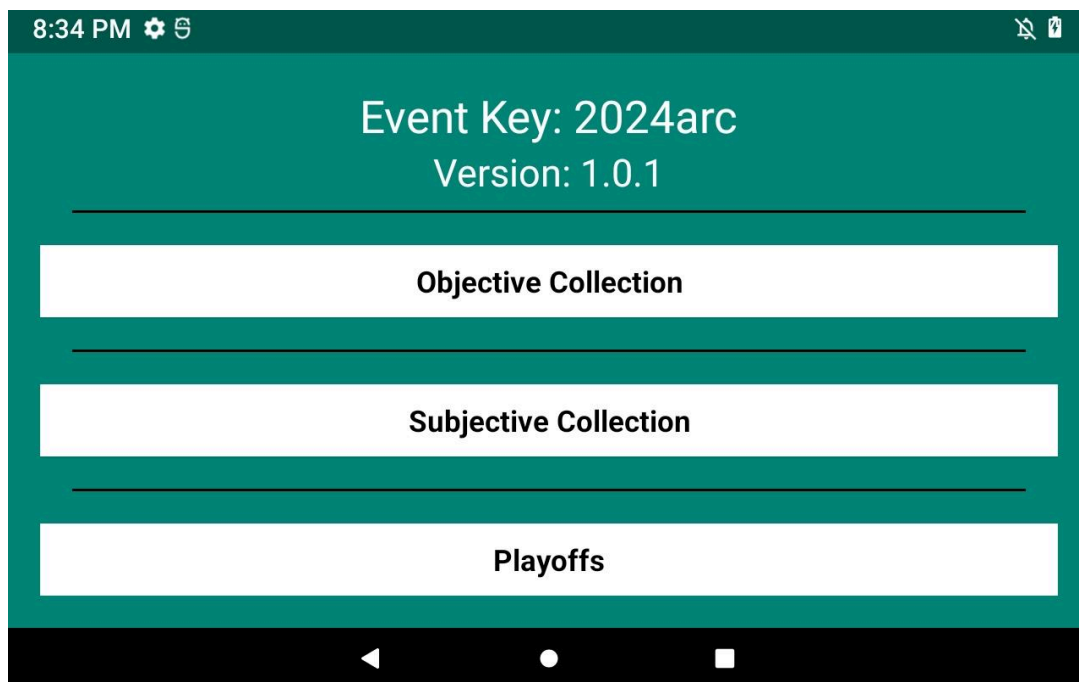 8:34 PM
Event Key: 2024arc
Version: 1.0.1
Objective Collection
Subjective Collection
Playoffs